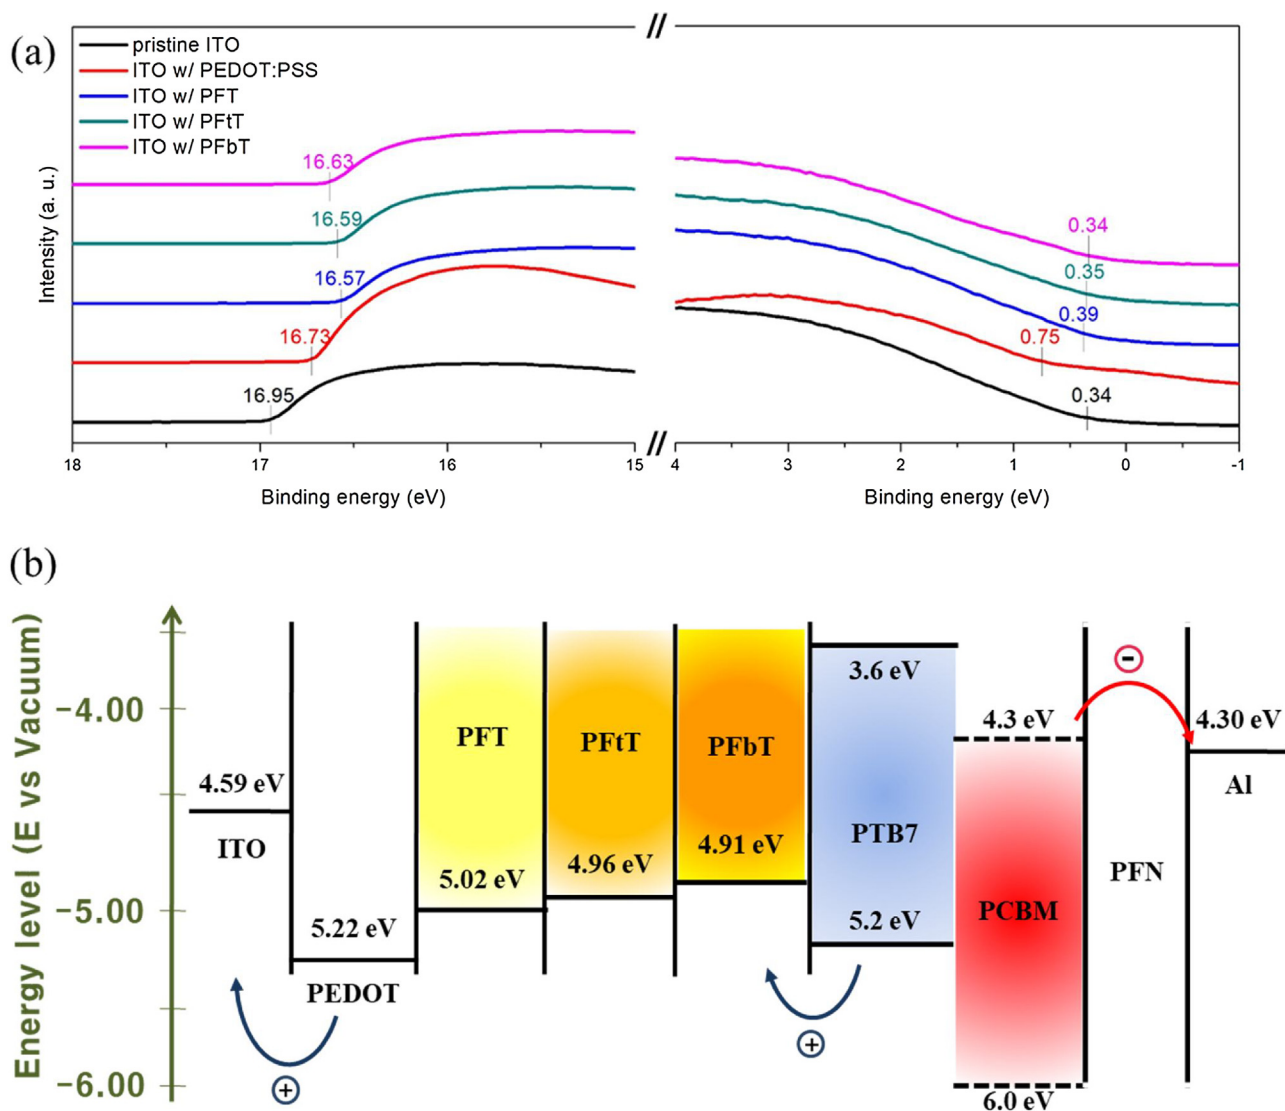 (a)
pristine ITO
ITO w/ PEDOT:PSS
ITO w/ PFT
ITO w/ PFtT
ITO w/ PFbT
Intensity (a. u.)
16.63
16.59
16.57
16.73
16.95
0.34
0.35
0.39
0.75
0.34
//
//
18 17 16 15 4 3 2 1 0 -1
Binding energy (eV) Binding energy (eV)
(b)
Energy level (E vs Vacuum)
-4.00
-5.00
-6.00
4.59 eV
ITO
5.22 eV
PEDOT
PFT
5.02 eV
PFtT
4.96 eV
PFbT
4.91 eV
3.6 eV
PTB7
5.2 eV
4.3 eV
PCBM
6.0 eV
PFN
4.30 eV
Al
+
+
-